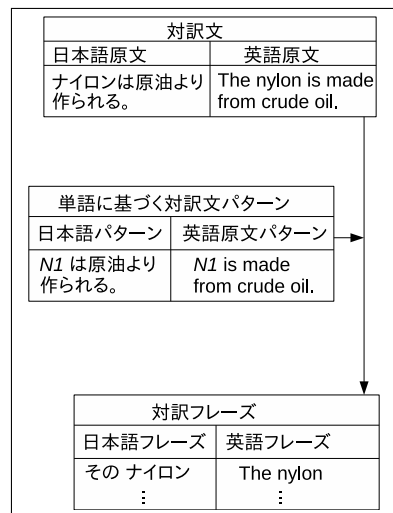 対訳文
日本語原文 英語原文
ナイロンは原油より The nylon is made
作られる。 from crude oil.
単語に基づく対訳文パターン
日本語パターン 英語原文パターン
N1 は原油より N1 is made
作られる。 from crude oil.
対訳フレーズ
日本語フレーズ 英語フレーズ
その ナイロン The nylon
⋮ ⋮